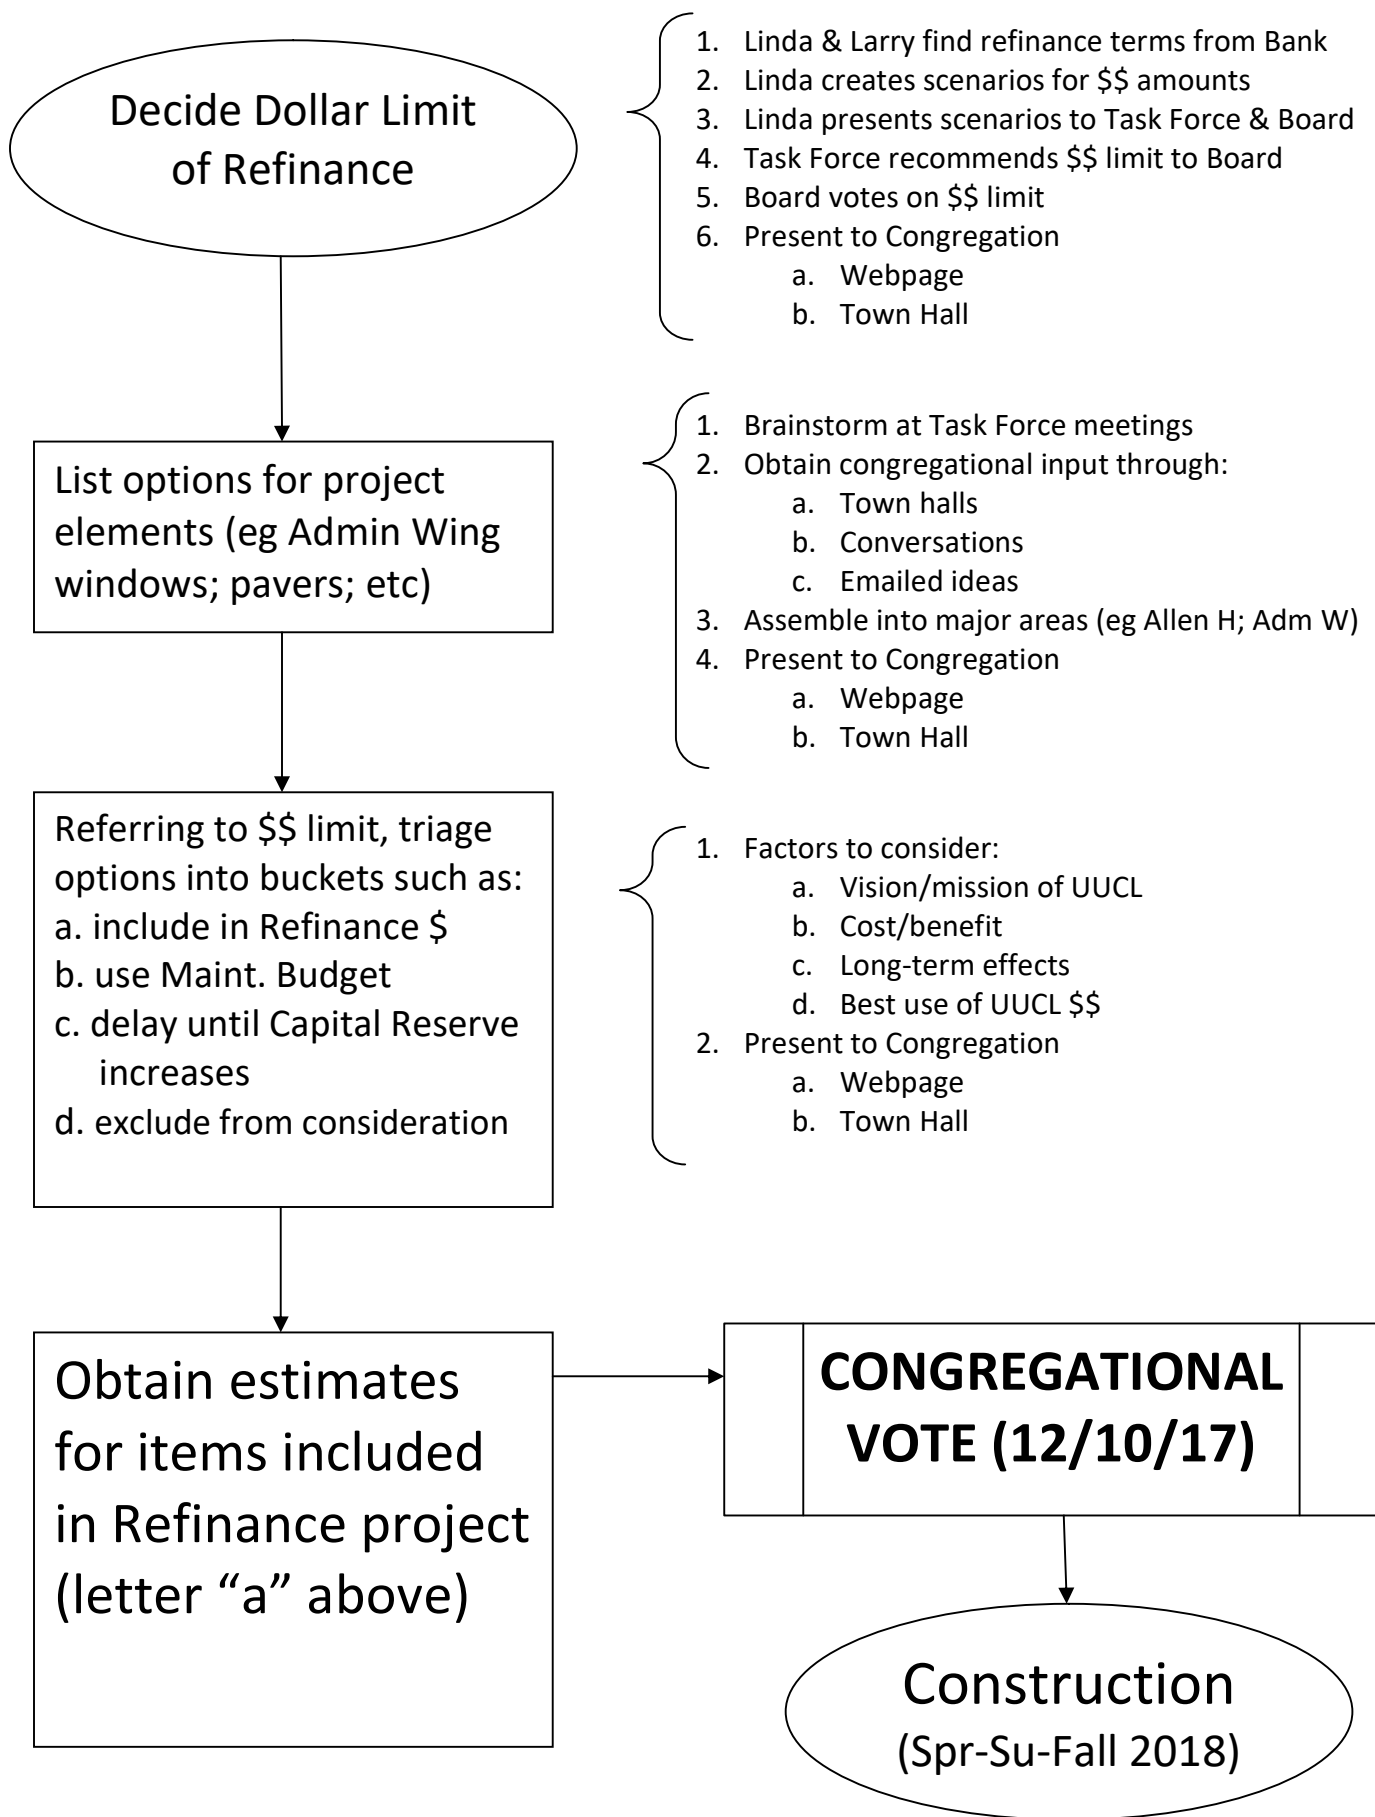 Decide Dollar Limit
of Refinance
1. Linda & Larry find refinance terms from Bank
2. Linda creates scenarios for $$ amounts
3. Linda presents scenarios to Task Force & Board
4. Task Force recommends $$ limit to Board
5. Board votes on $$ limit
6. Present to Congregation
a. Webpage
b. Town Hall
List options for project
elements (eg Admin Wing
windows; pavers; etc)
1. Brainstorm at Task Force meetings
2. Obtain congregational input through:
a. Town halls
b. Conversations
c. Emailed ideas
3. Assemble into major areas (eg Allen H; Adm W)
4. Present to Congregation
a. Webpage
b. Town Hall
Referring to $$ limit, triage
options into buckets such as:
a. include in Refinance $
b. use Maint. Budget
c. delay until Capital Reserve
increases
d. exclude from consideration
1. Factors to consider:
a. Vision/mission of UUCL
b. Cost/benefit
c. Long-term effects
d. Best use of UUCL $$
2. Present to Congregation
a. Webpage
b. Town Hall
Obtain estimates
for items included
in Refinance project
(letter “a” above)
CONGREGATIONAL
VOTE (12/10/17)
Construction
(Spr-Su-Fall 2018)